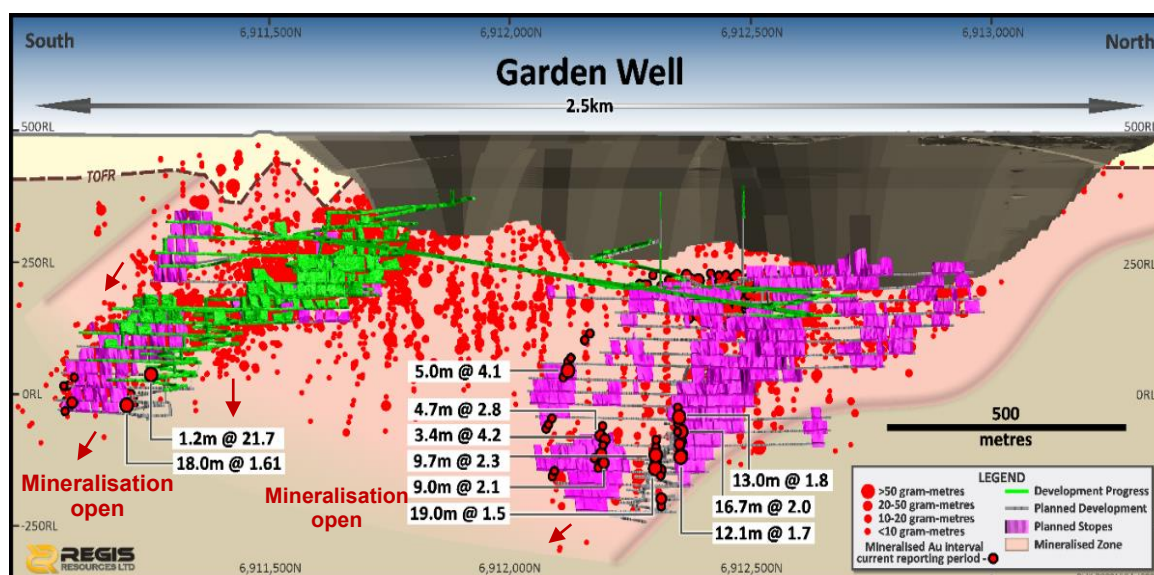 South
6,911,500N
6,912,000N
6,912,500N
6,913,000N
North
Garden Well
2.5km
500RL
500RL
TOFR
250RL
250RL
0RL
0RL
-250RL
5.0m @ 4.1
4.7m @ 2.8
3.4m @ 4.2
9.7m @ 2.3
9.0m @ 2.1
19.0m @ 1.5
1.2m @ 21.7
18.0m @ 1.61
13.0m @ 1.8
16.7m @ 2.0
12.1m @ 1.7
Mineralisation
open
Mineralisation
open
500
metres
LEGEND
>50 gram-metres
20-50 gram-metres
10-20 gram-metres
<10 gram-metres
Mineralised Au interval
current reporting period -
Development Progress
Planned Development
Planned Stopes
Mineralised Zone
REGIS
RESOURCES LTD
6,911,500N
6,912,000N
6,912,500N